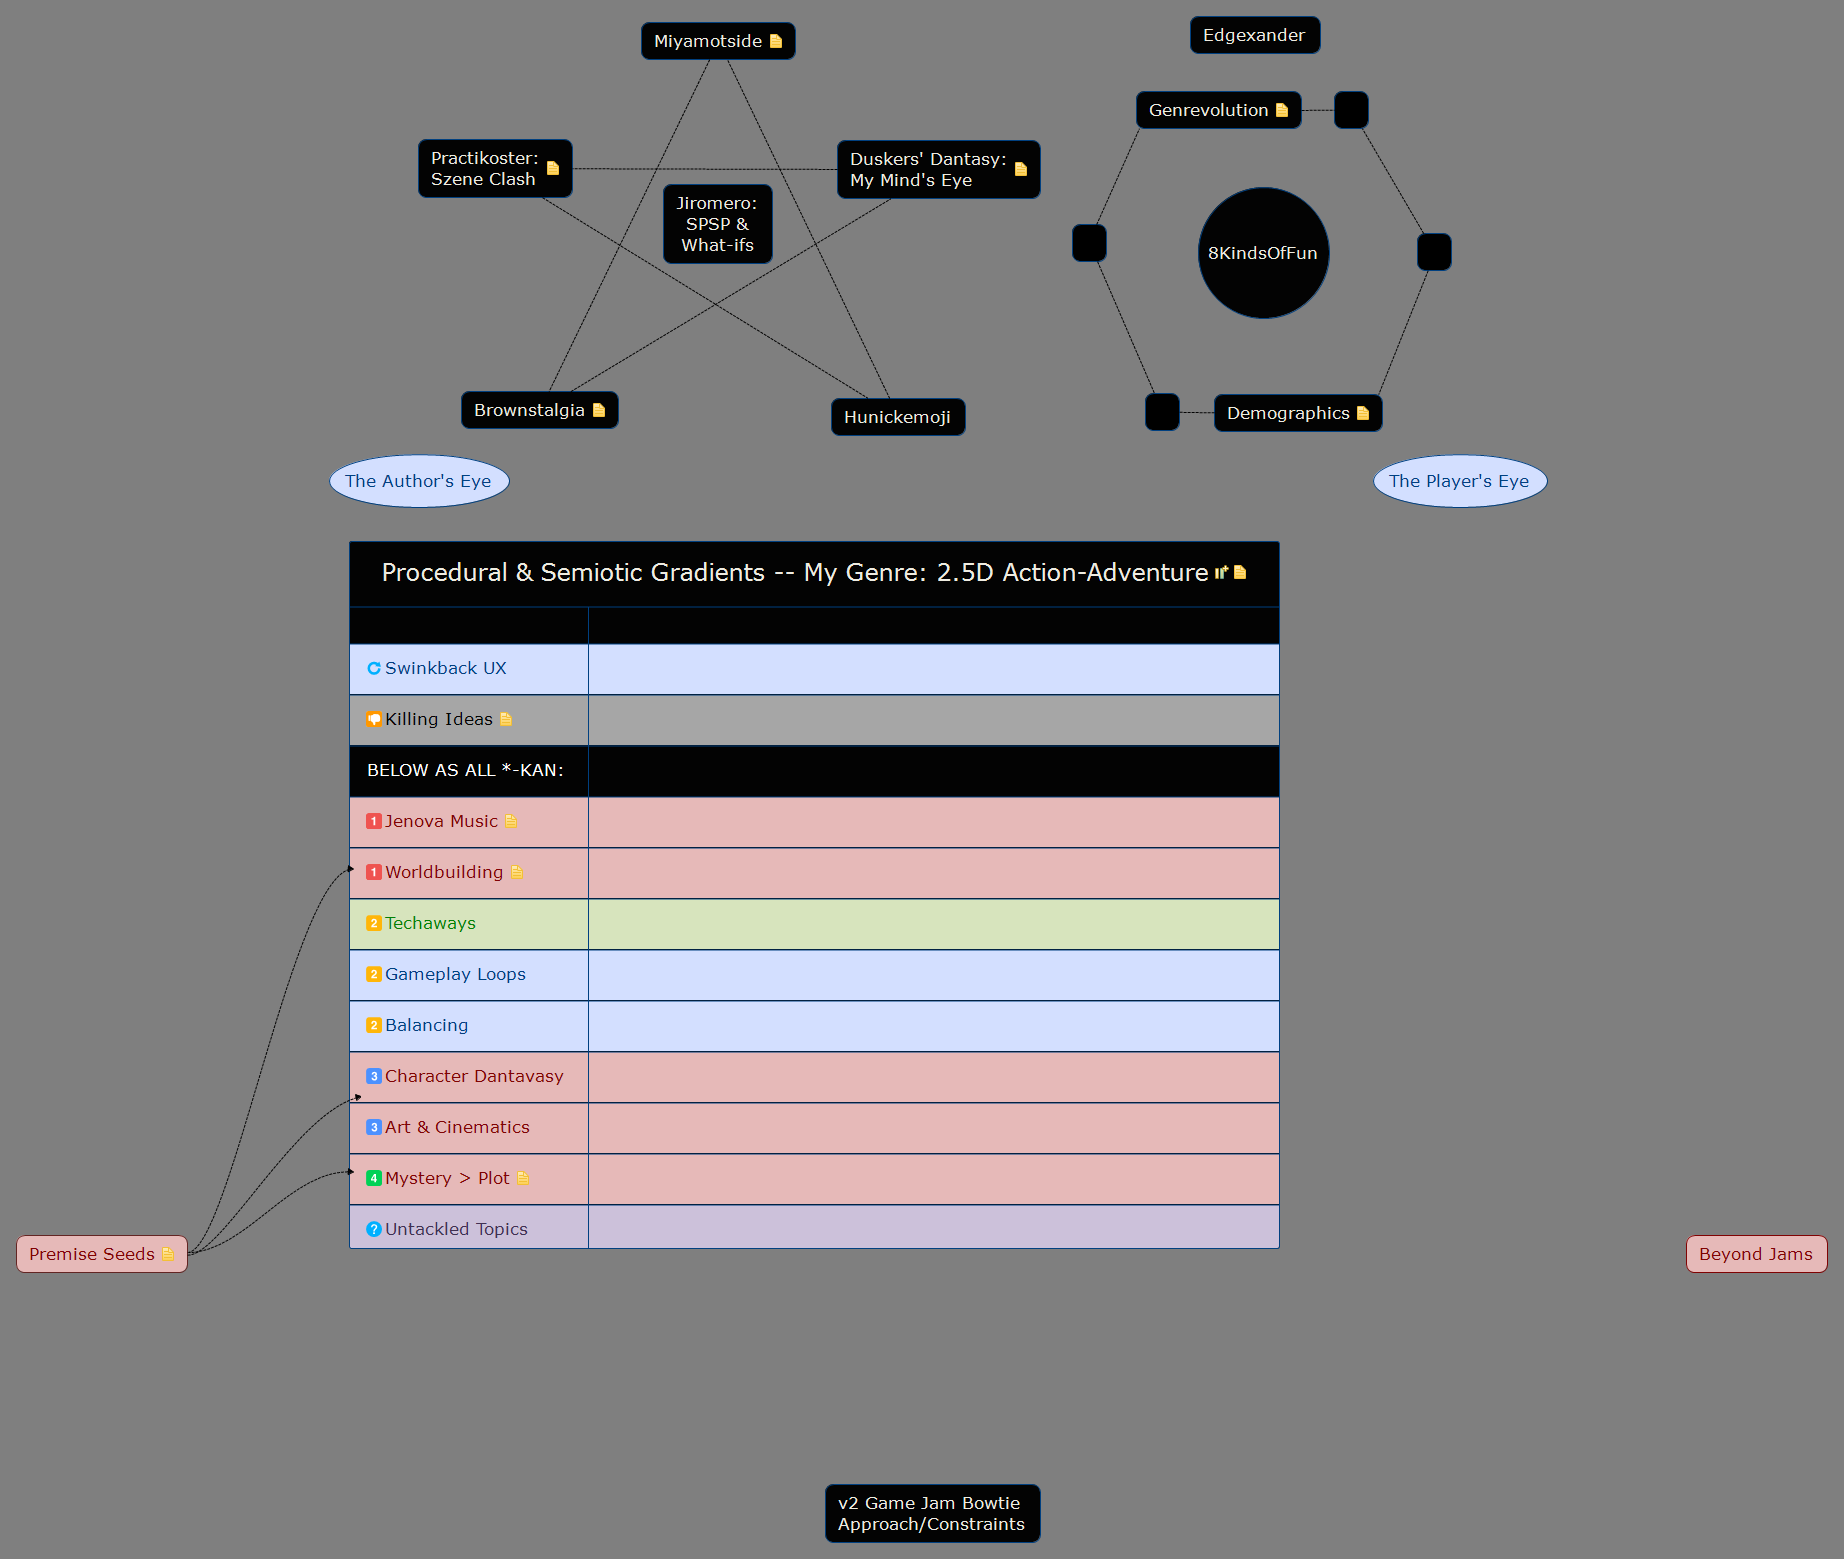 Miyamotside
Edgexander
Genrevolution
Practikoster:
Szene Clash
Duskers' Dantasy:
My Mind's Eye
Jiromero:
SPSP &
What-ifs
8KindsOfFun
Brownstalgia
Hunickemoji
Demographics
The Author's Eye
The Player's Eye
Procedural & Semiotic Gradients -- My Genre: 2.5D Action-Adventure
Swinkback UX
Killing Ideas
BELOW AS ALL *-KAN:
1 Jenova Music
1 Worldbuilding
2 Techaways
2 Gameplay Loops
2 Balancing
3 Character Dantavasy
3 Art & Cinematics
4 Mystery > Plot
? Untackled Topics
Premise Seeds
Beyond Jams
v2 Game Jam Bowtie
Approach/Constraints